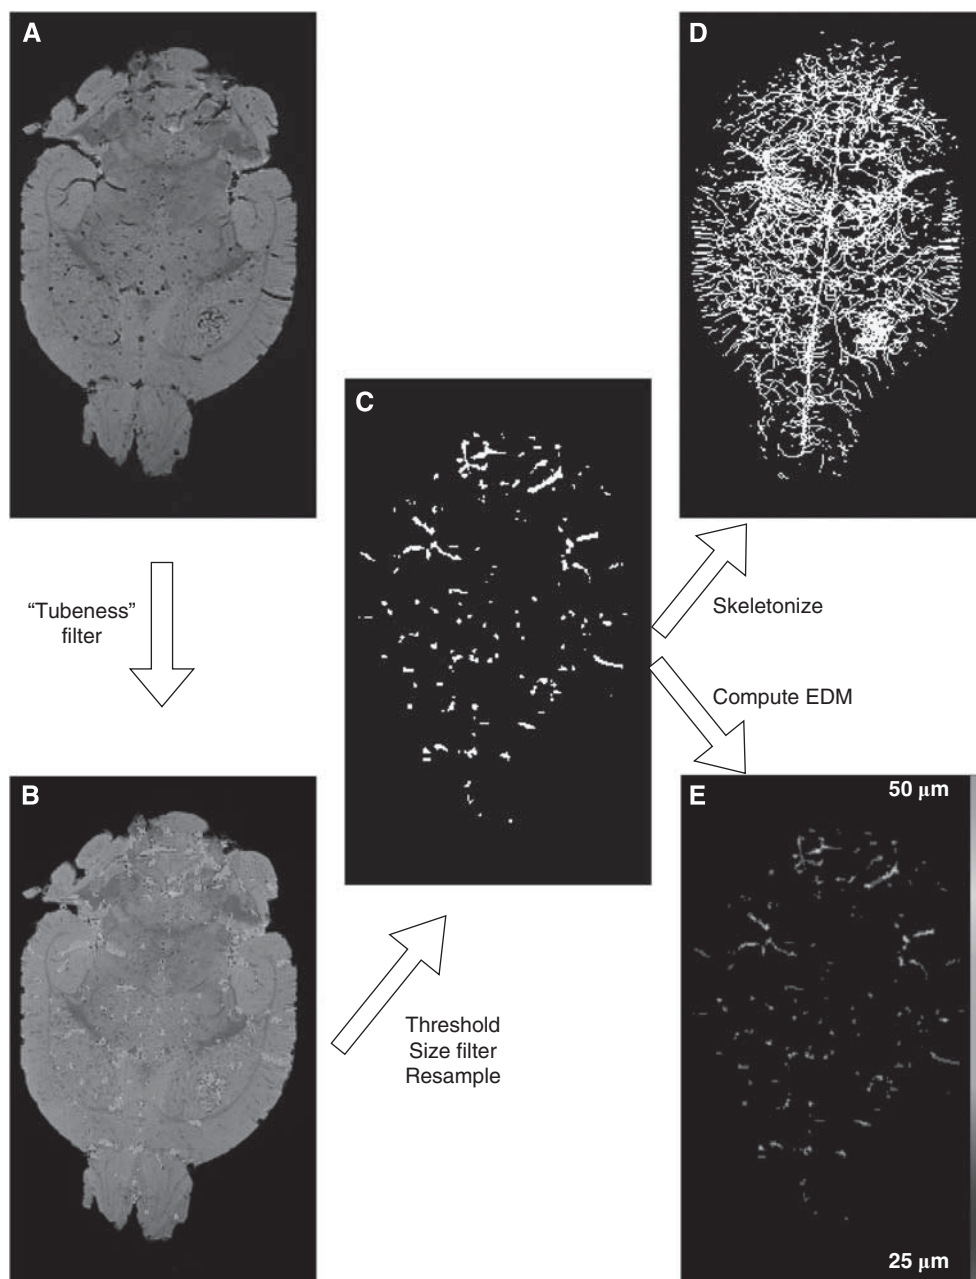 A
D
C
“Tubeness”
filter
Skeletonize
Compute EDM
B
E
50 μm
Threshold
Size filter
Resample
25 μm